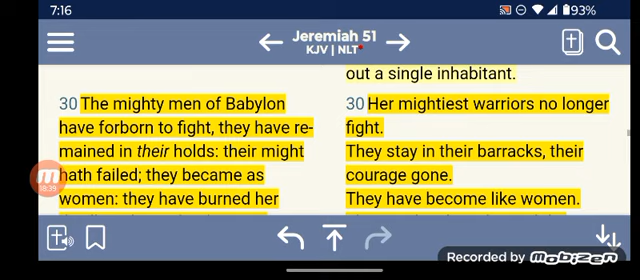 7:16
93%
Jeremiah 51
KJV | NLT
out a single inhabitant.
30 The mighty men of Babylon
have forborn to fight, they have re-
mained in their holds: their might
hath failed; they became as
women: they have burned her
30 Her mightiest warriors no longer
fight.
They stay in their barracks, their
courage gone.
They have become like women.
18:39
Recorded by Mobizen